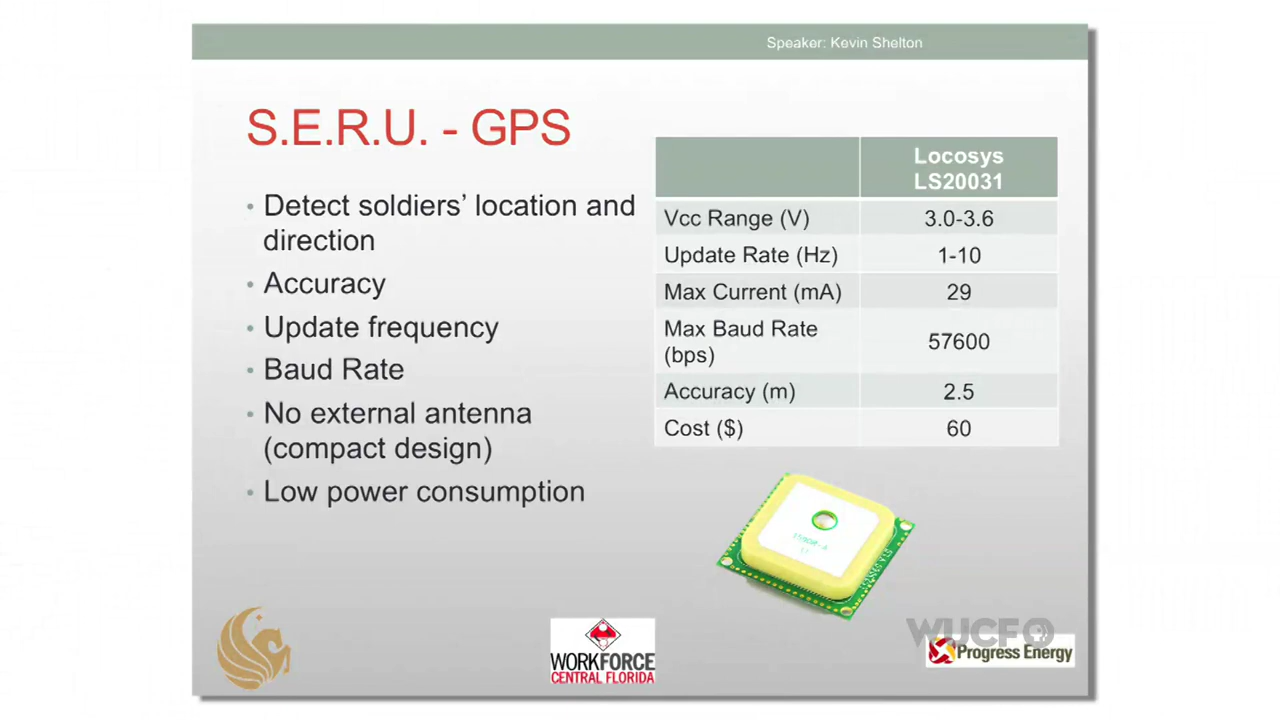 Speaker: Kevin Shelton
S.E.R.U. - GPS
• Detect soldiers’ location and
direction
• Accuracy
• Update frequency
• Baud Rate
• No external antenna
(compact design)
• Low power consumption
Locosys
LS20031
Vcc Range (V) 3.0-3.6
Update Rate (Hz) 1-10
Max Current (mA) 29
Max Baud Rate
(bps) 57600
Accuracy (m) 2.5
Cost ($) 60
WORKFORCE
CENTRAL FLORIDA
WUCF
Progress Energy